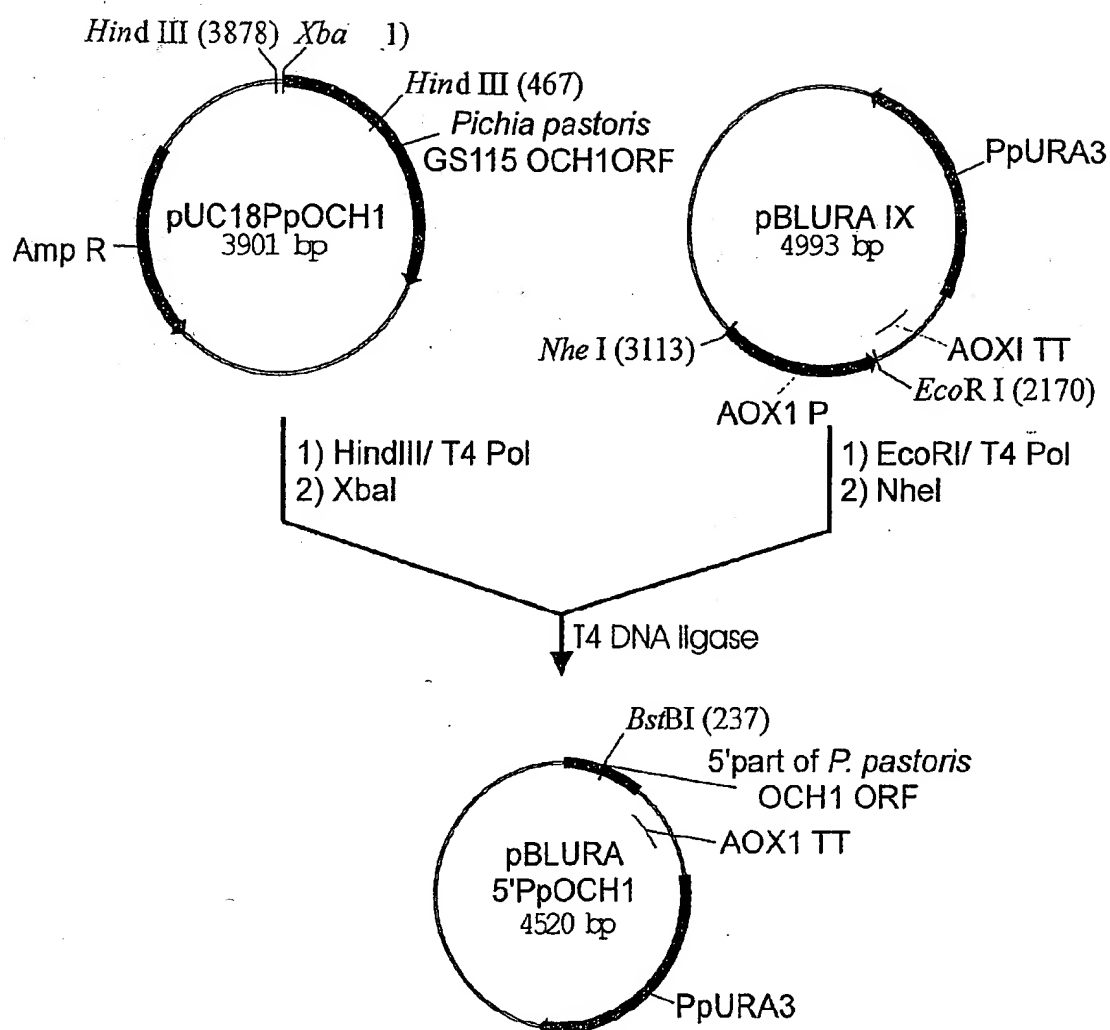 Hind III (3878) Xba 1)
Hind III (467)
Pichia pastoris
GS115 OCH1ORF
pUC18PpOCH1
3901 bp
Amp R
PpURA3
pBLURA IX
4993 bp
Nhe I (3113)
AOXI TT
EcoR I (2170)
AOX1 P
1) HindIII/ T4 Pol
2) XbaI
1) EcoRI/ T4 Pol
2) NheI
T4 DNA ligase
BstBI (237)
5'part of P. pastoris
OCH1 ORF
AOX1 TT
pBLURA
5'PpOCH1
4520 bp
PpURA3